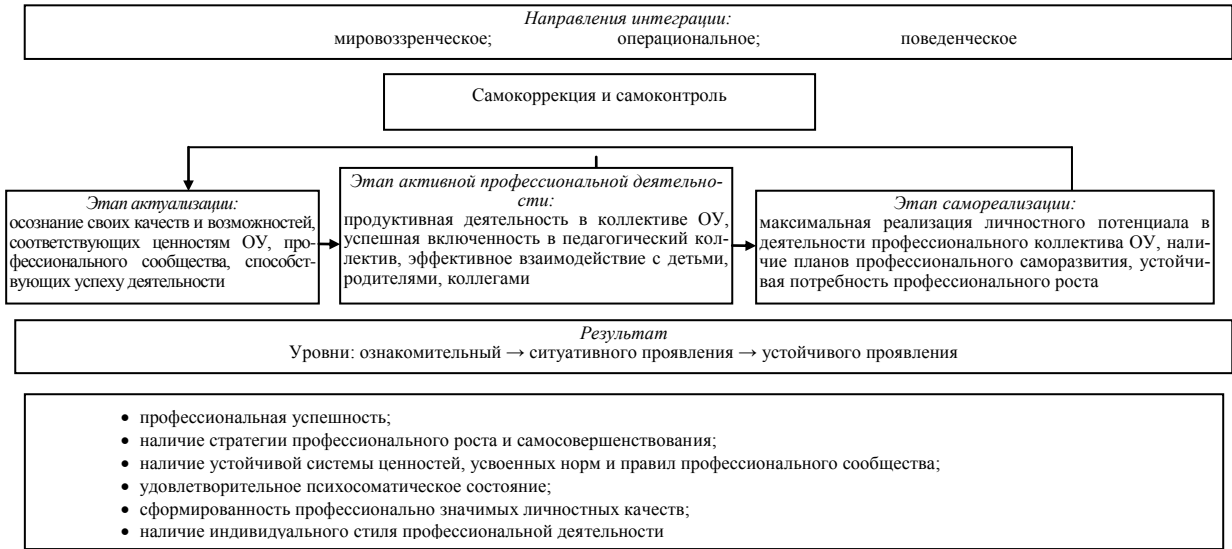 Направления интеграции:
мировоззренческое; операциональное; поведенческое
Самокоррекция и самоконтроль
Этап актуализации:
осознание своих качеств и возможностей,
соответствующих ценностям ОУ, про-
фессионального сообщества, способст-
вующих успеху деятельности
Этап активной профессиональной деятельно-
сти:
продуктивная деятельность в коллективе ОУ,
успешная включенность в педагогический кол-
лектив, эффективное взаимодействие с детьми,
родителями, коллегами
Этап самореализации:
максимальная реализация личностного потенциала в
деятельности профессионального коллектива ОУ, на-
личие планов профессионального саморазвития, устойчи-
вая потребность профессионального роста
Результат
Уровни: ознакомительный → ситуативного проявления → устойчивого проявления
• профессиональная успешность;
• наличие стратегии профессионального роста и самосовершенствования;
• наличие устойчивой системы ценностей, усвоенных норм и правил профессионального сообщества;
• удовлетворительное психосоматическое состояние;
• сформированность профессионально значимых личностных качеств;
• наличие индивидуального стиля профессиональной деятельности